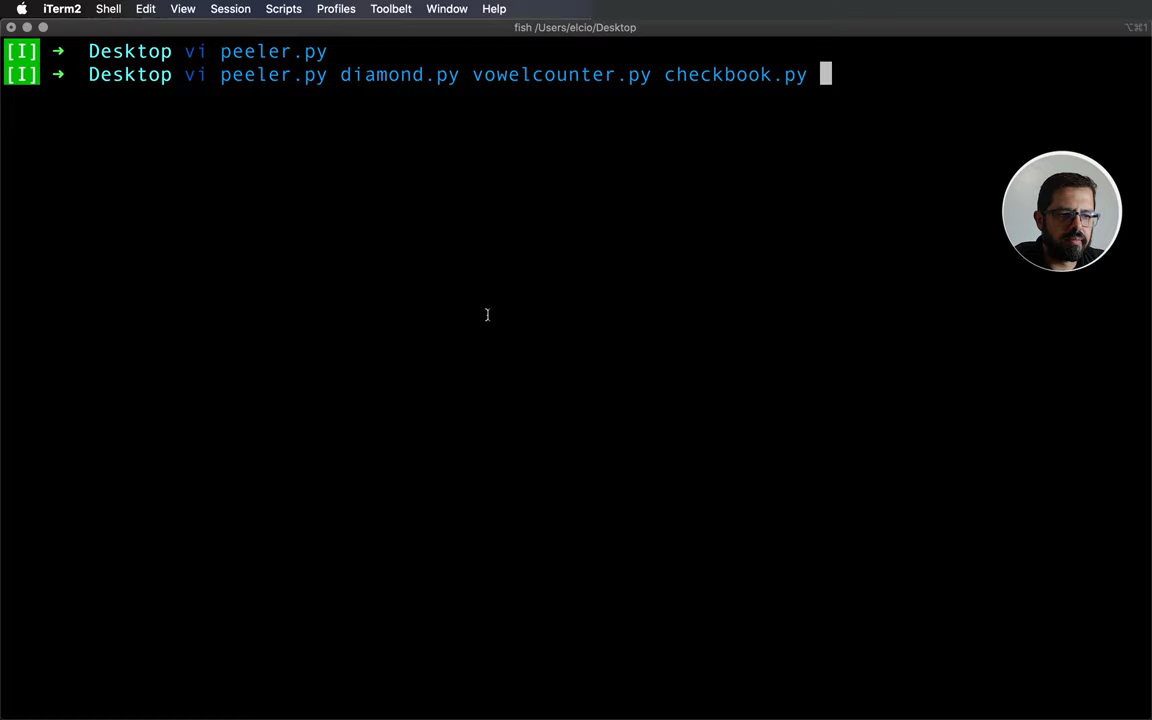 iTerm2 Shell Edit View Session Scripts Profiles Toolbelt Window Help
fish /Users/elcio/Desktop ⌥⌘1
[I] → Desktop vi peeler.py
[I] → Desktop vi peeler.py diamond.py vowelcounter.py checkbook.py